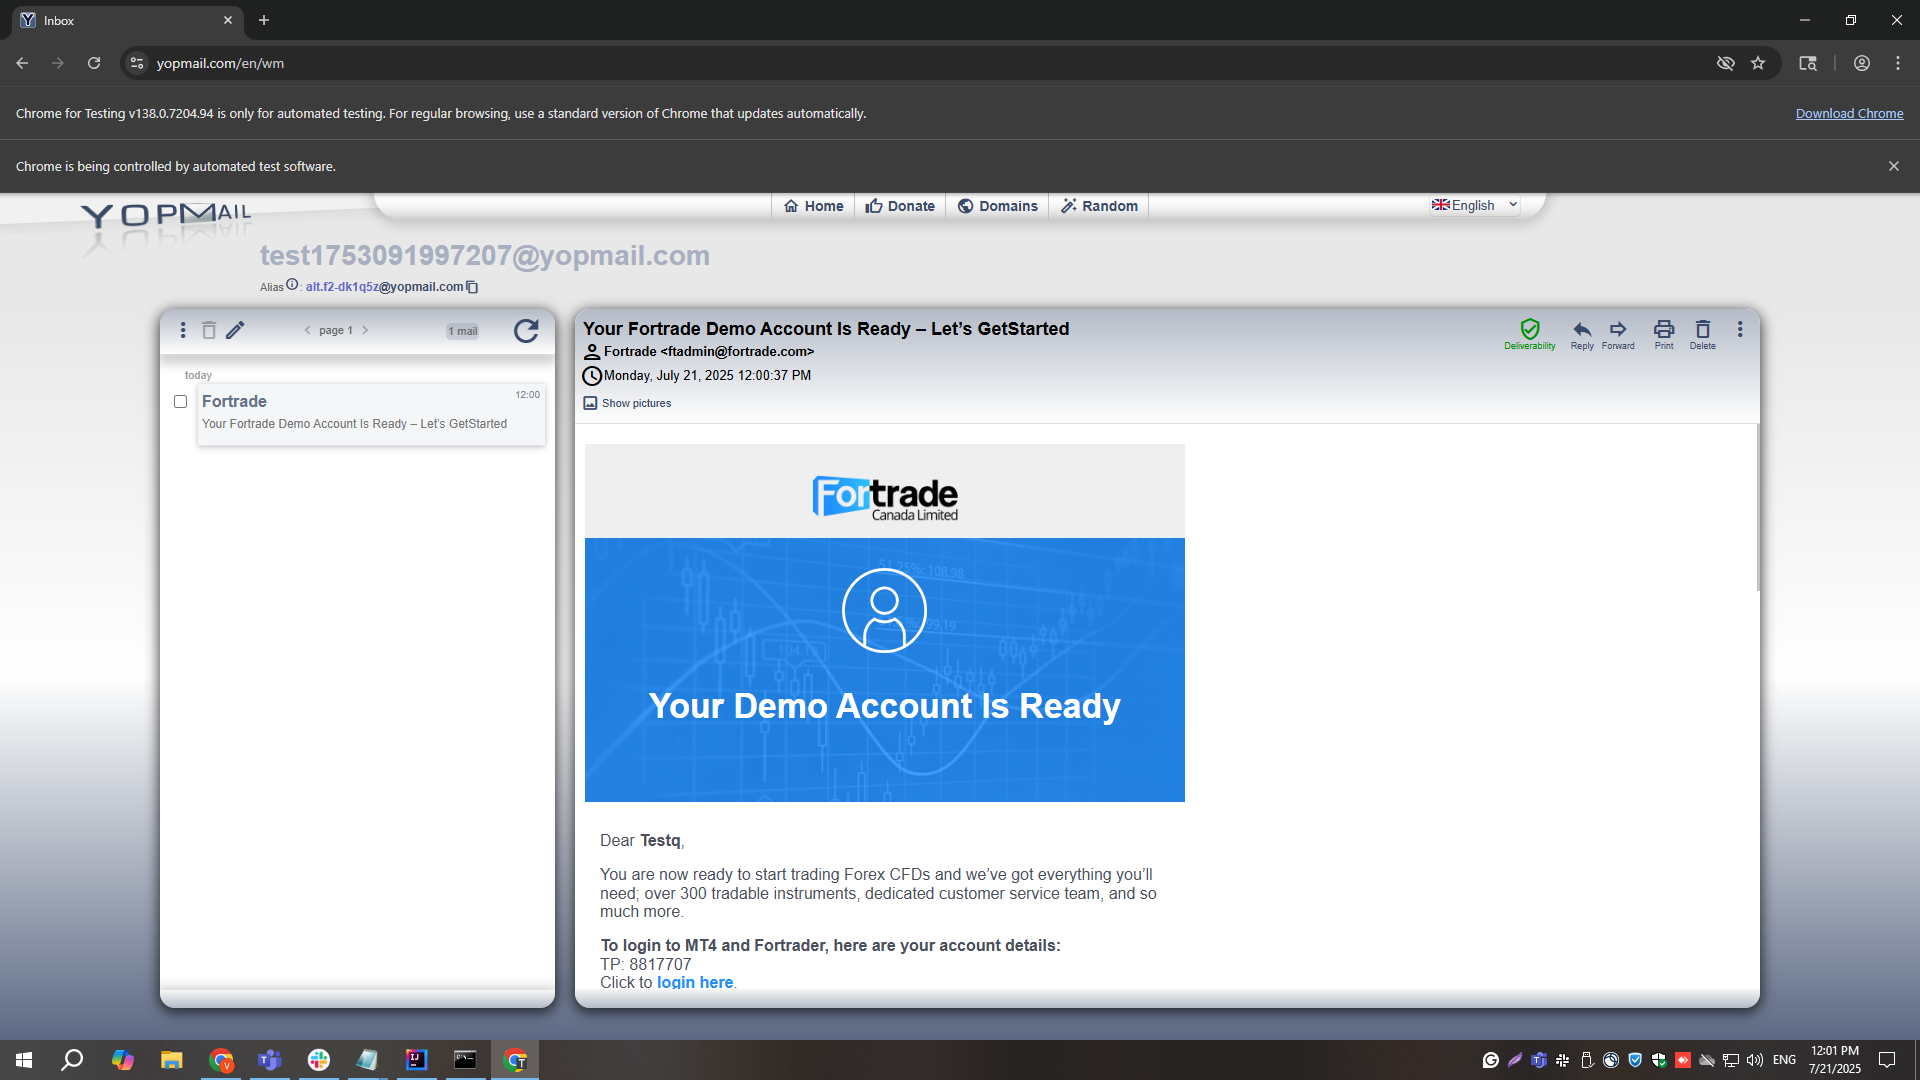 Inbox
yopmail.com/en/wm
Chrome for Testing v138.0.7204.94 is only for automated testing. For regular browsing, use a standard version of Chrome that updates automatically.
Download Chrome
Chrome is being controlled by automated test software.
YOPMAIL
Home
Donate
Domains
Random
English
test1753091997207@yopmail.com
Alias : alt.f2-dk1q5z@yopmail.com
page 1
1 mail
today
Fortrade
12:00
Your Fortrade Demo Account Is Ready – Let's GetStarted
Your Fortrade Demo Account Is Ready – Let's GetStarted
Fortrade <ftadmin@fortrade.com>
Monday, July 21, 2025 12:00:37 PM
Show pictures
Deliverability
Reply
Forward
Print
Delete
Fortrade
Canada Limited
51.25%; 108.98
Your Demo Account Is Ready
Dear Testq,
You are now ready to start trading Forex CFDs and we've got everything you'll
need; over 300 tradable instruments, dedicated customer service team, and so
much more.
To login to MT4 and Fortrader, here are your account details:
TP: 8817707
Click to login here.
ENG
12:01 PM
7/21/2025